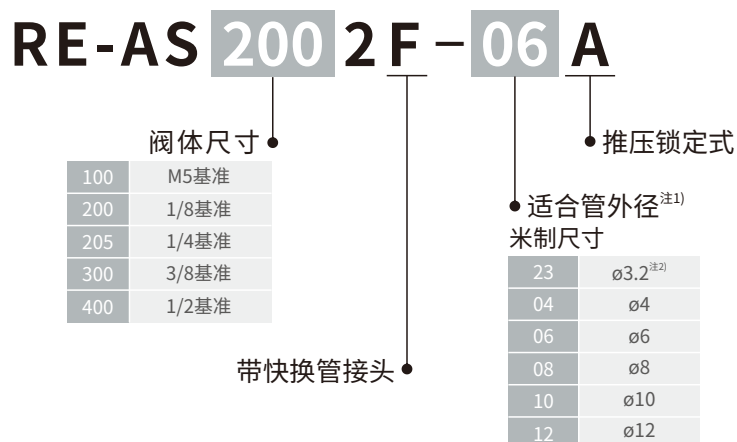 RE-AS 200 2F-06 A
阀体尺寸
100 M5基准
200 1/8基准
205 1/4基准
300 3/8基准
400 1/2基准
推压锁定式
适合管外径注1)
米制尺寸
23 ø3.2注2)
04 ø4
06 ø6
08 ø8
10 ø10
12 ø12
带快换管接头